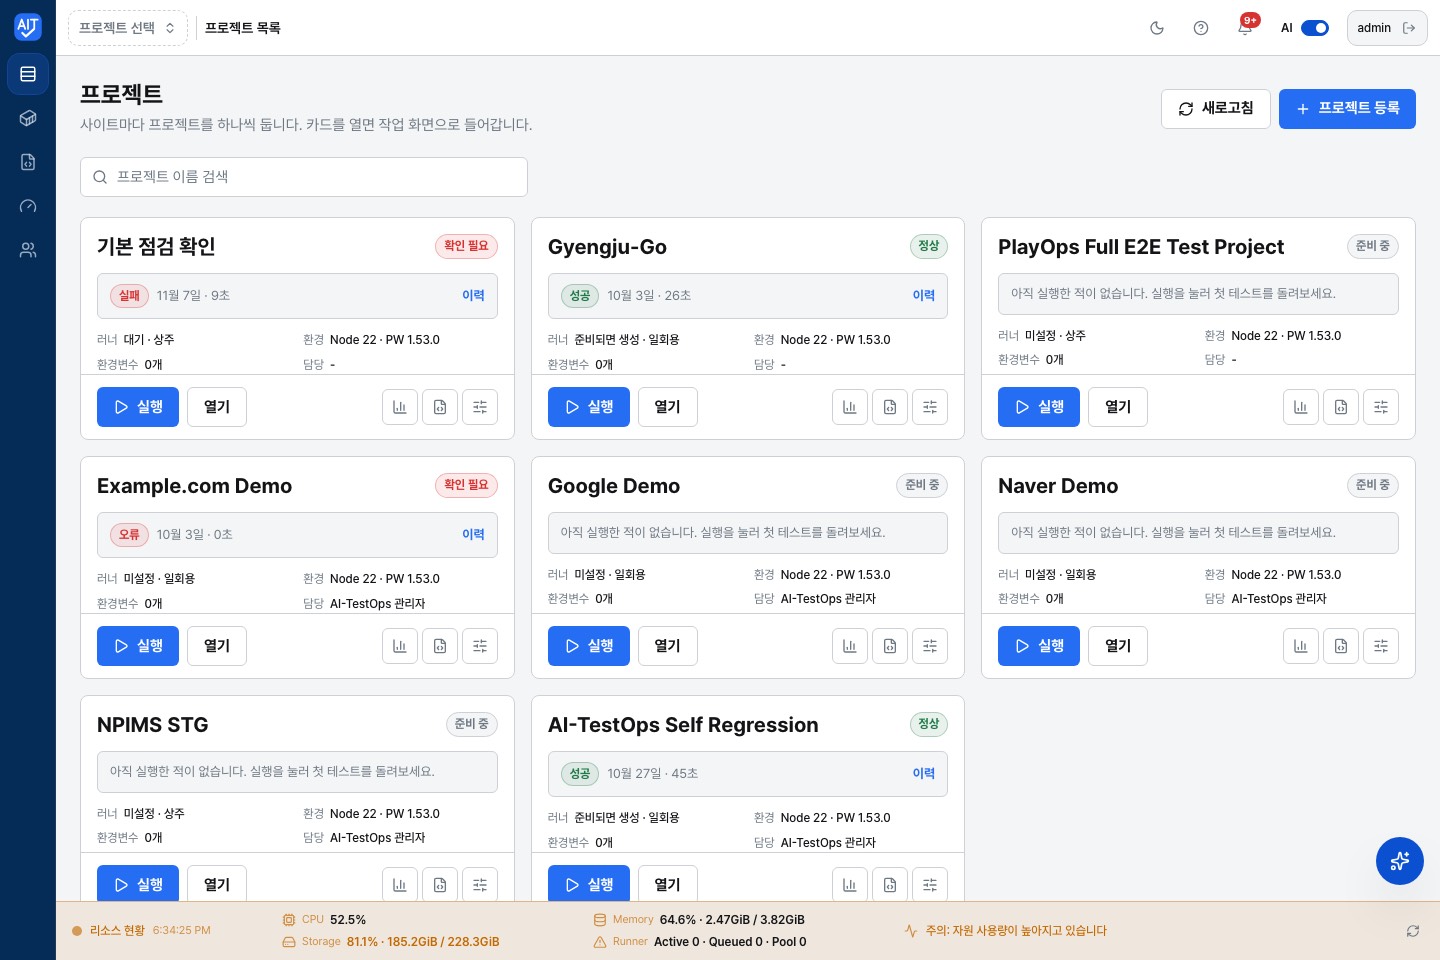 AIT
프로젝트 선택
프로젝트 목록
9+
AI
admin
프로젝트
사이트마다 프로젝트를 하나씩 둡니다. 카드를 열면 작업 화면으로 들어갑니다.
새로고침
프로젝트 등록
프로젝트 이름 검색
기본 점검 확인
확인 필요
실패 11월 7일 · 9초 이력
러너 대기 · 상주 환경 Node 22 · PW 1.53.0
환경변수 0개 담당 -
실행 열기
Gyengju-Go
정상
성공 10월 3일 · 26초 이력
러너 준비되면 생성 · 일회용 환경 Node 22 · PW 1.53.0
환경변수 0개 담당 -
실행 열기
PlayOps Full E2E Test Project
준비 중
아직 실행한 적이 없습니다. 실행을 눌러 첫 테스트를 돌려보세요.
러너 미설정 · 상주 환경 Node 22 · PW 1.53.0
환경변수 0개 담당 -
실행 열기
Example.com Demo
확인 필요
오류 10월 3일 · 0초 이력
러너 미설정 · 일회용 환경 Node 22 · PW 1.53.0
환경변수 0개 담당 AI-TestOps 관리자
실행 열기
Google Demo
준비 중
아직 실행한 적이 없습니다. 실행을 눌러 첫 테스트를 돌려보세요.
러너 미설정 · 일회용 환경 Node 22 · PW 1.53.0
환경변수 0개 담당 AI-TestOps 관리자
실행 열기
Naver Demo
준비 중
아직 실행한 적이 없습니다. 실행을 눌러 첫 테스트를 돌려보세요.
러너 미설정 · 일회용 환경 Node 22 · PW 1.53.0
환경변수 0개 담당 AI-TestOps 관리자
실행 열기
NPIMS STG
준비 중
아직 실행한 적이 없습니다. 실행을 눌러 첫 테스트를 돌려보세요.
러너 미설정 · 상주 환경 Node 22 · PW 1.53.0
환경변수 0개 담당 AI-TestOps 관리자
실행 열기
AI-TestOps Self Regression
정상
성공 10월 27일 · 45초 이력
러너 준비되면 생성 · 일회용 환경 Node 22 · PW 1.53.0
환경변수 0개 담당 AI-TestOps 관리자
실행 열기
리소스 현황 6:34:25 PM
CPU 52.5%
Storage 81.1% · 185.2GiB / 228.3GiB
Memory 64.6% · 2.47GiB / 3.82GiB
Runner Active 0 · Queued 0 · Pool 0
주의: 자원 사용량이 높아지고 있습니다